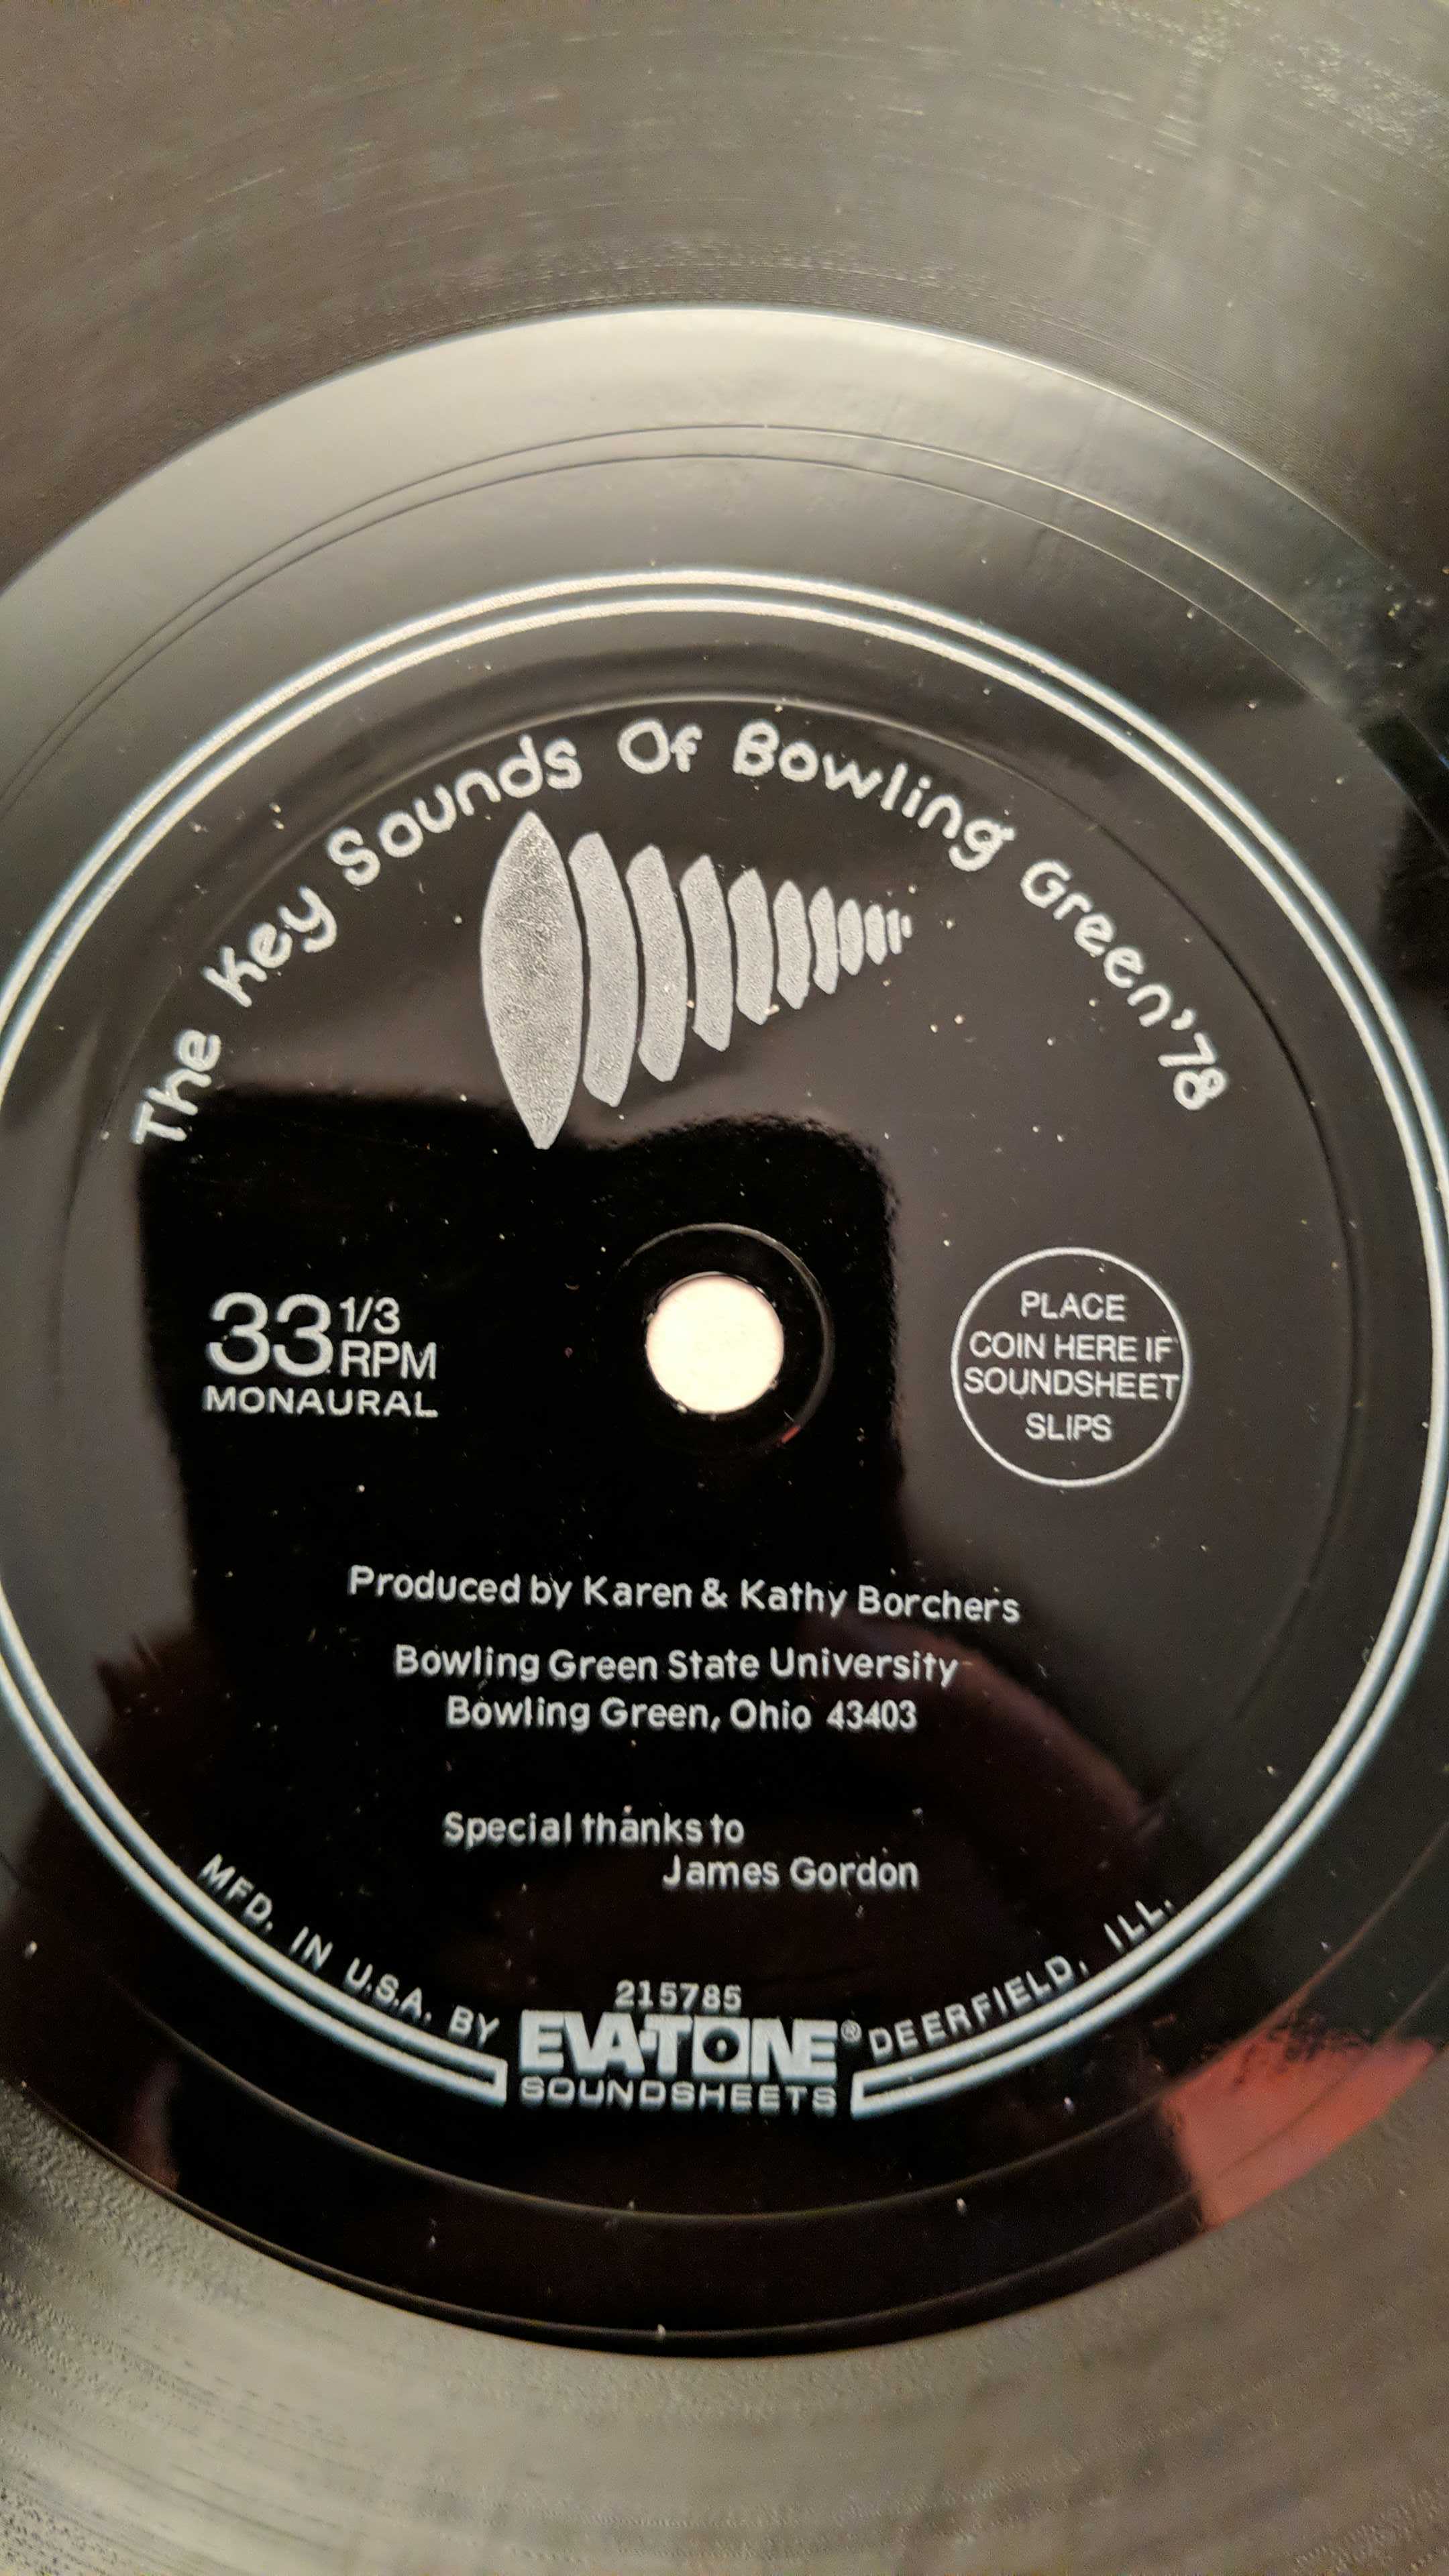 The Key Sounds Of Bowling Green '78
33 1/3
RPM
MONAURAL
PLACE
COIN HERE IF
SOUNDSHEET
SLIPS
Produced by Karen & Kathy Borchers
Bowling Green State University
Bowling Green, Ohio 43403
Special thanks to
James Gordon
215785
MFD. IN U.S.A. BY EVA-TONE® DEERFIELD, ILL.
SOUNDSHEETS